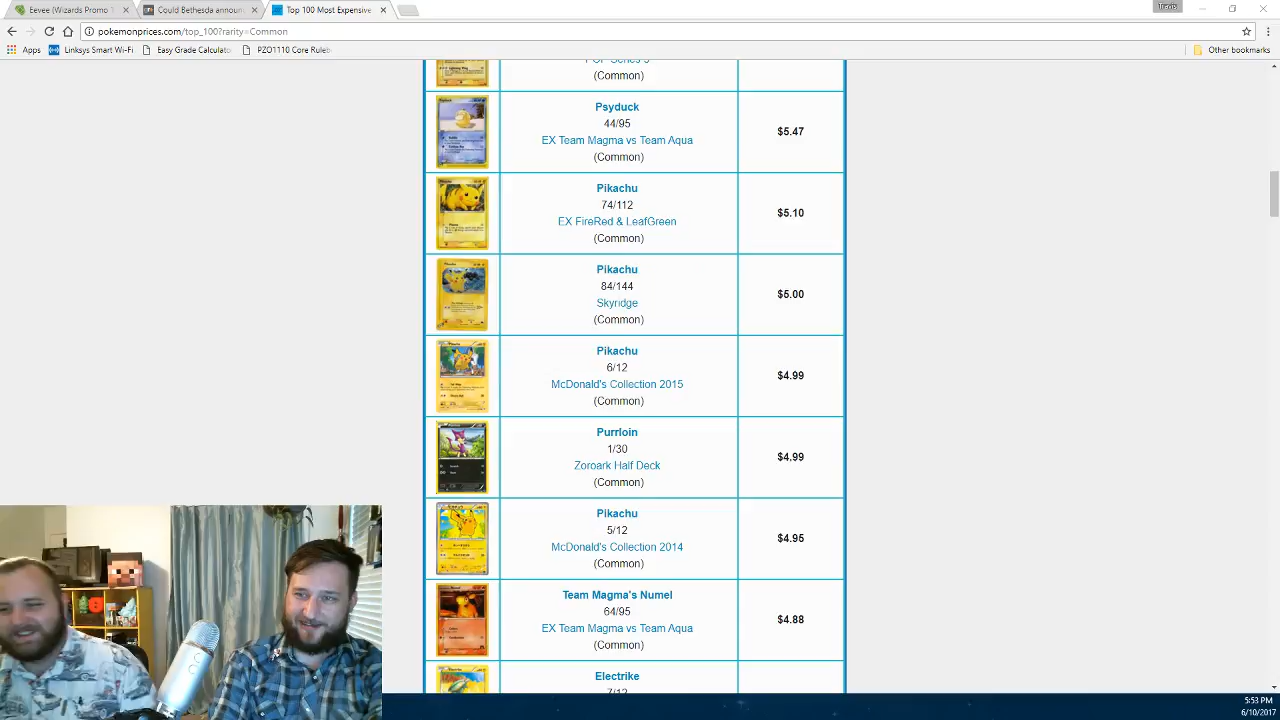 Eevee (Wizards Promo
Could Bethesda announ
Top 100 Most Expensive
pokemonprices.com/top_100?rarity=Common
Apps
Linksys Smart Wi-Fi
Easy Grade Calculato
PZO1110 Core Rules
Other bookmarks
(Common)
Psyduck
44/95
EX Team Magma vs Team Aqua
(Common)
$5.47
Pikachu
74/112
EX FireRed & LeafGreen
(Common)
$5.10
Pikachu
84/144
Skyridge
(Common)
$5.00
Pikachu
6/12
McDonald's Collection 2015
(Common)
$4.99
Purrloin
1/30
Zoroark Half Deck
(Common)
$4.99
Pikachu
5/12
McDonald's Collection 2014
(Common)
$4.95
Team Magma's Numel
64/95
EX Team Magma vs Team Aqua
(Common)
$4.88
Electrike
7/12
5:53 PM
6/10/2017